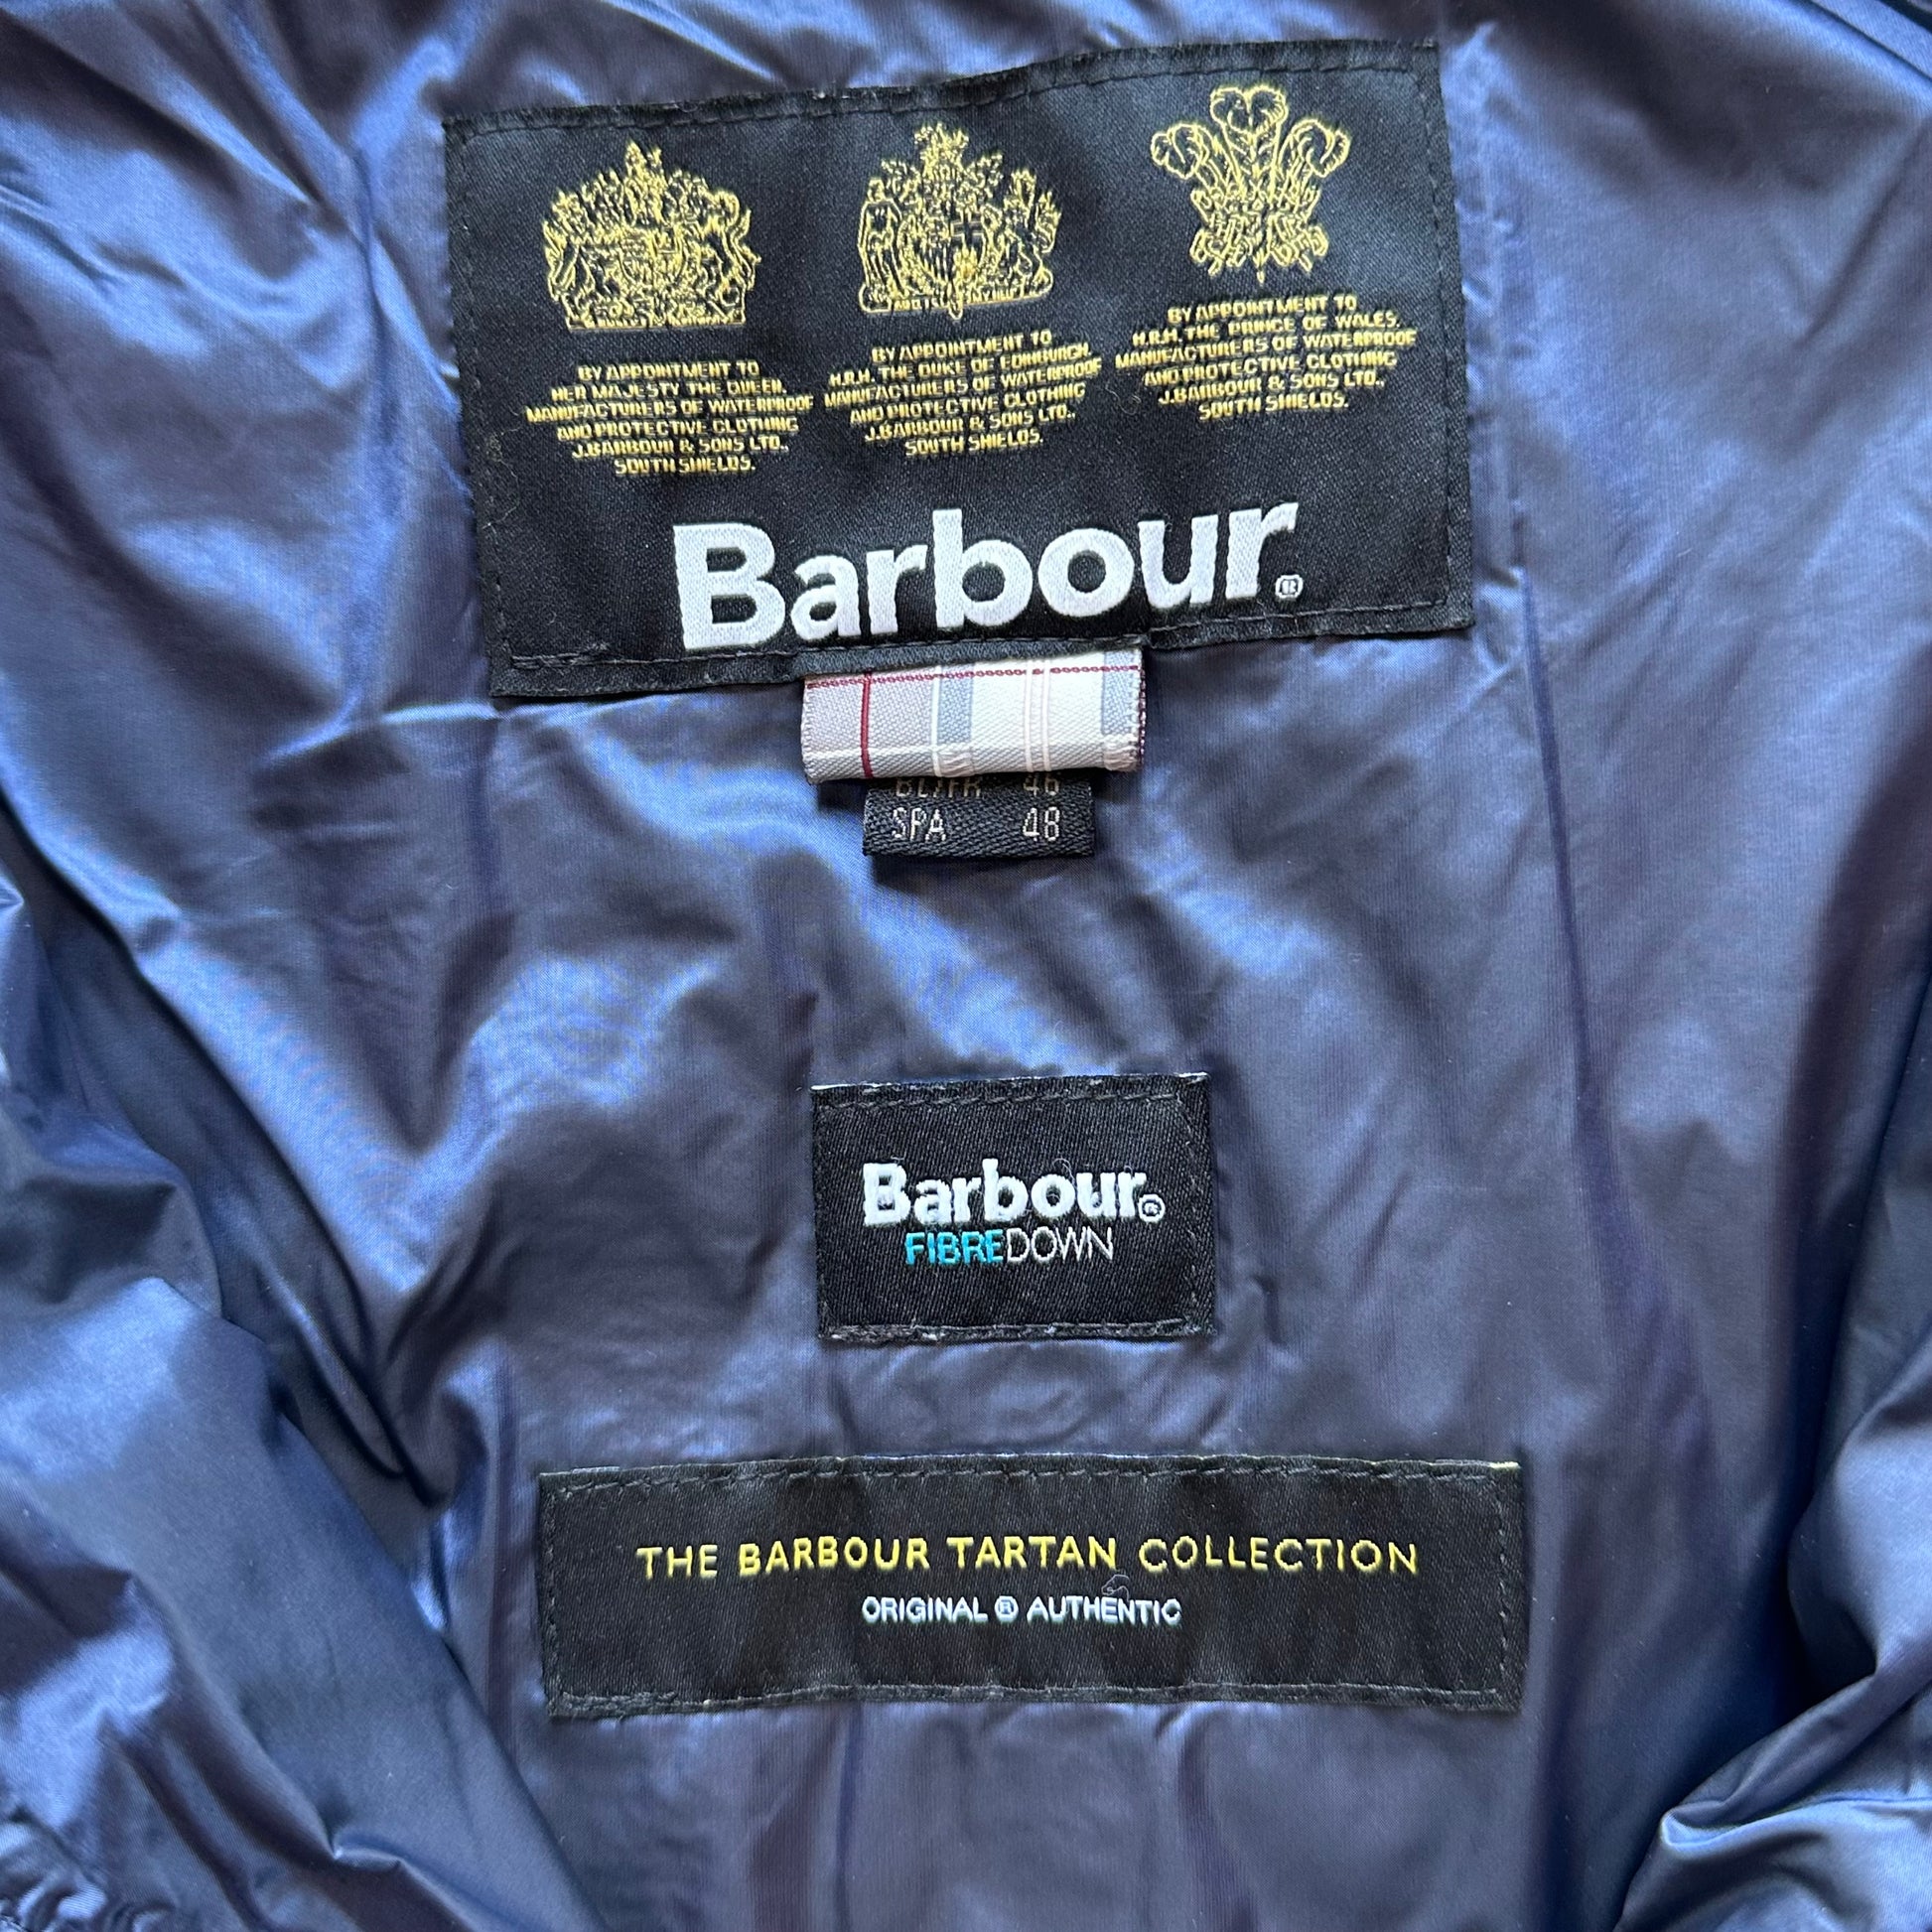 BY APPOINTMENT TO
HER MAJESTY THE QUEEN.
MANUFACTURERS OF WATERPROOF
AND PROTECTIVE CLOTHING
J.BARBOUR & SONS LTD.,
SOUTH SHIELDS.
BY APPOINTMENT TO
H.R.H. THE DUKE OF EDINBURGH.
MANUFACTURERS OF WATERPROOF
AND PROTECTIVE CLOTHING
J.BARBOUR & SONS LTD.,
SOUTH SHIELDS.
BY APPOINTMENT TO
H.R.H. THE PRINCE OF WALES.
MANUFACTURERS OF WATERPROOF
AND PROTECTIVE CLOTHING
J.BARBOUR & SONS LTD.,
SOUTH SHIELDS.
Barbour®
46
SPA 48
Barbour®
FIBREDOWN
THE BARBOUR TARTAN COLLECTION
ORIGINAL ® AUTHENTIC